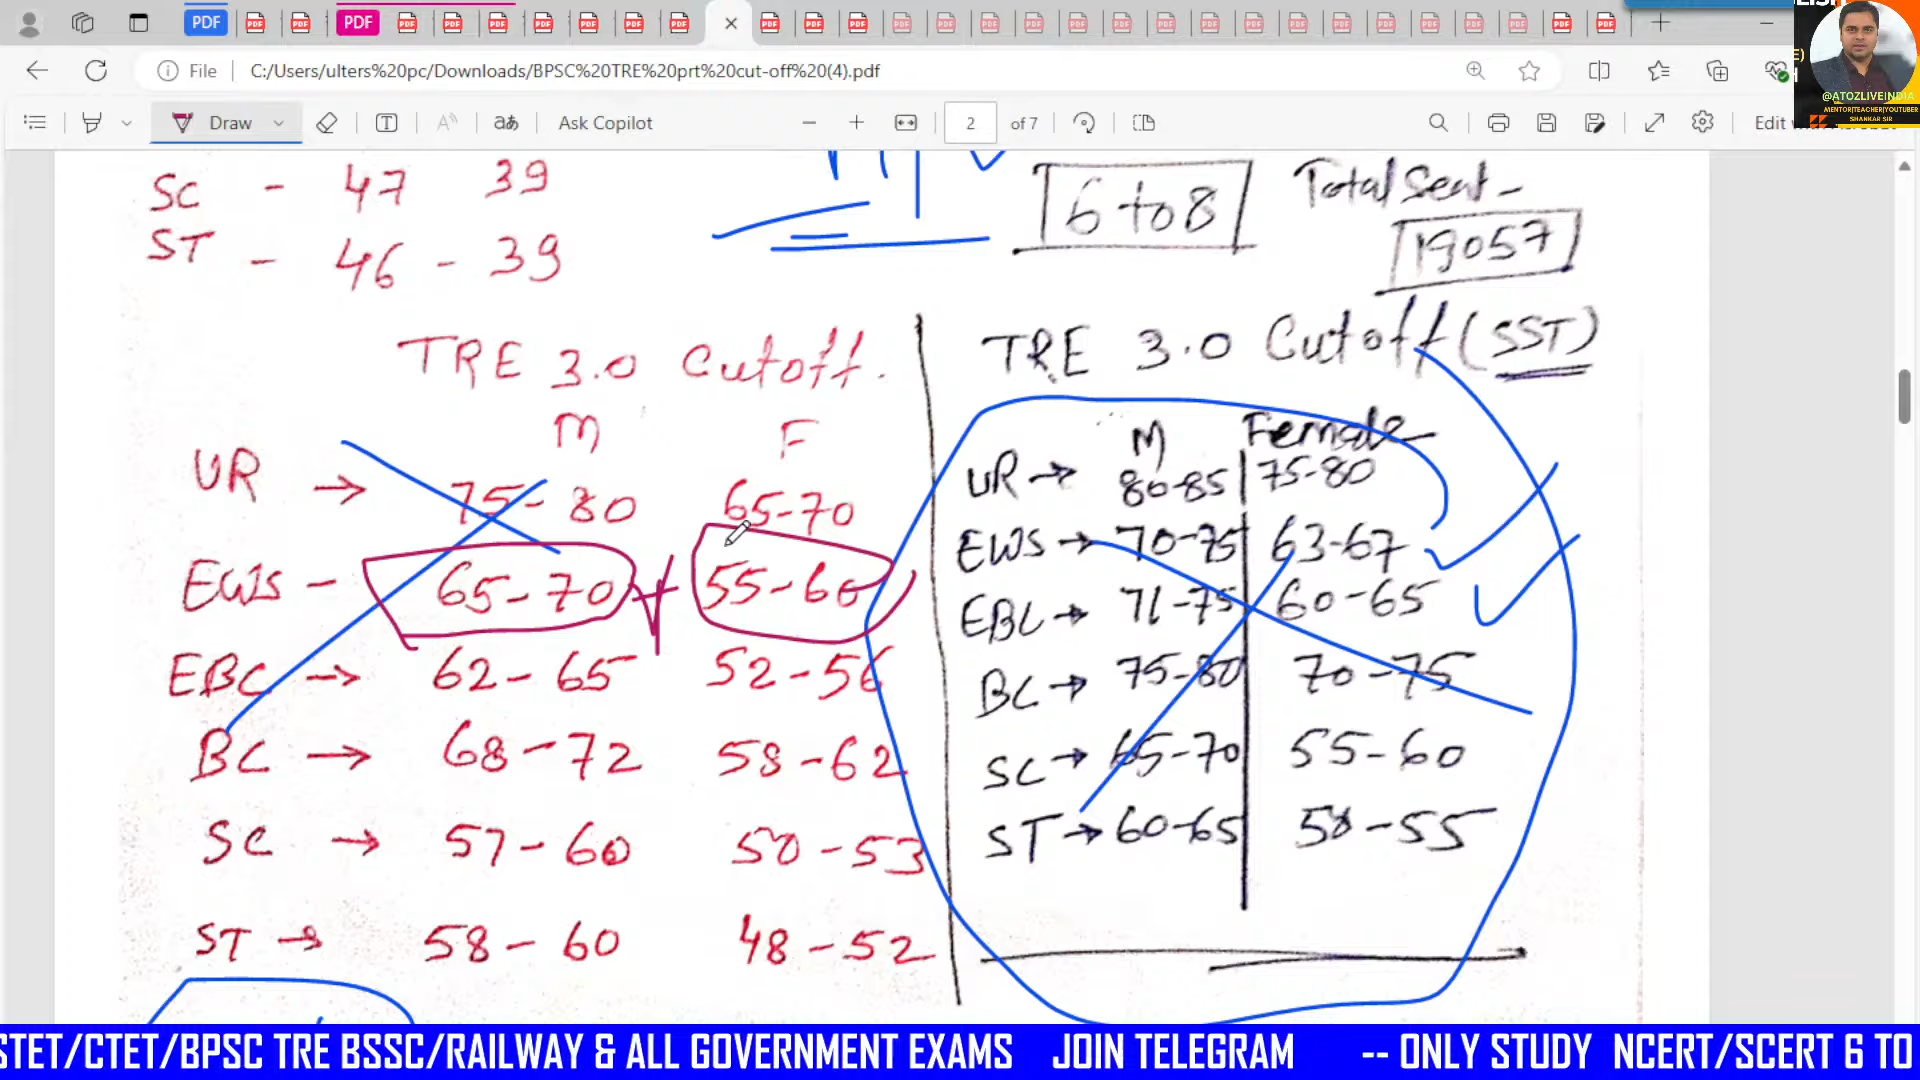 File C:/Users/ulters%20pc/Downloads/BPSC%20TRE%20prt%20cut-off%20(4).pdf
Draw Ask Copilot 2 of 7 Edit
@ATOZLIVEINDIA
MENTOR|TEACHER|YOUTUBER
SHANKAR SIR
SC - 47 39
ST - 46 - 39
6 to 8 Total Seat -
19057
TRE 3.0 Cutoff.
M F
UR → 75-80 65-70
EWS - 65-70 55-60
EBC → 62-65 52-56
BC → 68-72 58-62
SC → 57-60 50-53
ST → 58-60 48-52
TRE 3.0 Cutoff (SST)
M Female
UR → 80-85 75-80
EWS → 70-75 63-67
EBC → 71-75 60-65
BC → 75-80 70-75
SC → 65-70 55-60
ST → 60-65 50-55
STET/CTET/BPSC TRE BSSC/RAILWAY & ALL GOVERNMENT EXAMS JOIN TELEGRAM -- ONLY STUDY NCERT/SCERT 6 TO